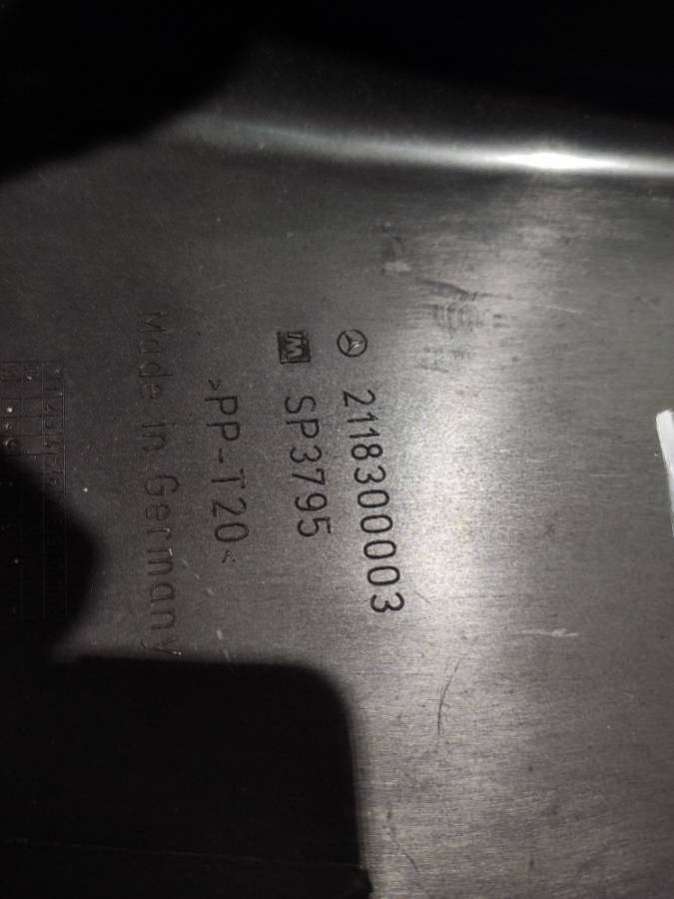 2118300003
SP3795
>PP-T20<
Made in Germany